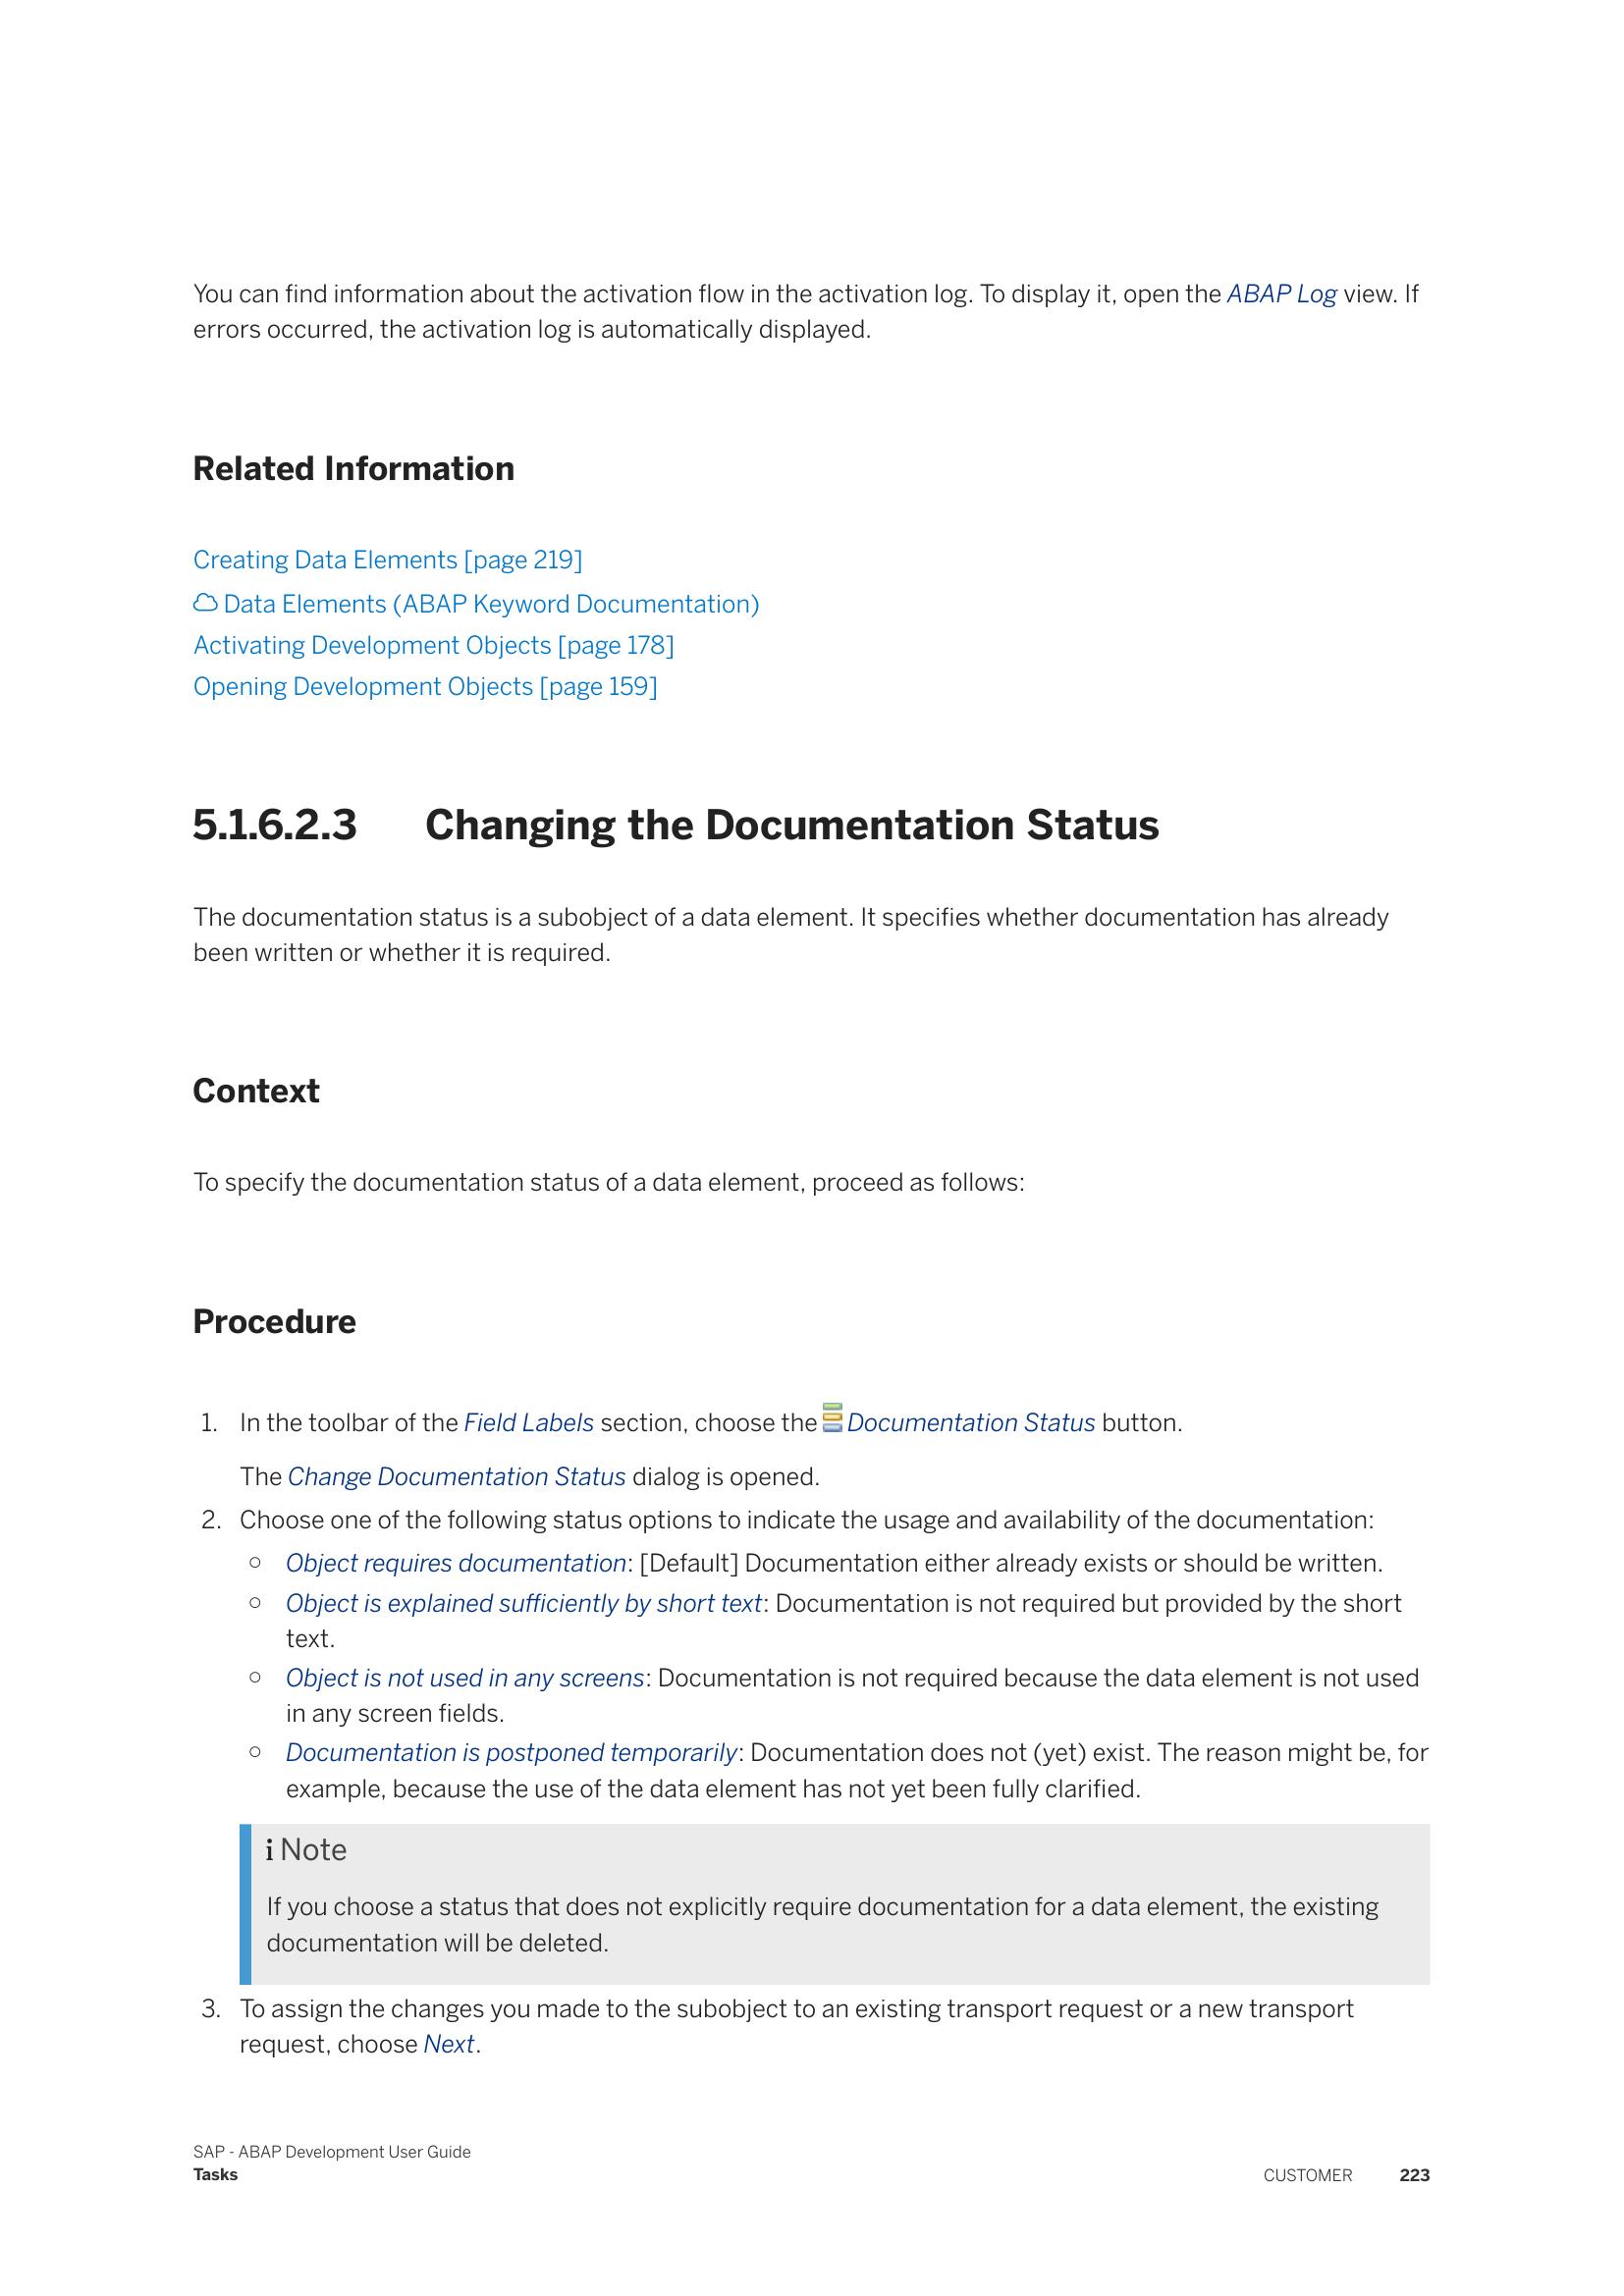 You can find information about the activation flow in the activation log. To display it, open the ABAP Log view. If
errors occurred, the activation log is automatically displayed.
Related Information
Creating Data Elements [page 219]
Data Elements (ABAP Keyword Documentation)
Activating Development Objects [page 178]
Opening Development Objects [page 159]
5.1.6.2.3 Changing the Documentation Status
The documentation status is a subobject of a data element. It specifies whether documentation has already
been written or whether it is required.
Context
To specify the documentation status of a data element, proceed as follows:
Procedure
1. In the toolbar of the Field Labels section, choose the Documentation Status button.
The Change Documentation Status dialog is opened.
2. Choose one of the following status options to indicate the usage and availability of the documentation:
○ Object requires documentation: [Default] Documentation either already exists or should be written.
○ Object is explained sufficiently by short text: Documentation is not required but provided by the short
text.
○ Object is not used in any screens: Documentation is not required because the data element is not used
in any screen fields.
○ Documentation is postponed temporarily: Documentation does not (yet) exist. The reason might be, for
example, because the use of the data element has not yet been fully clarified.
i Note
If you choose a status that does not explicitly require documentation for a data element, the existing
documentation will be deleted.
3. To assign the changes you made to the subobject to an existing transport request or a new transport
request, choose Next.
SAP - ABAP Development User Guide
Tasks CUSTOMER 223